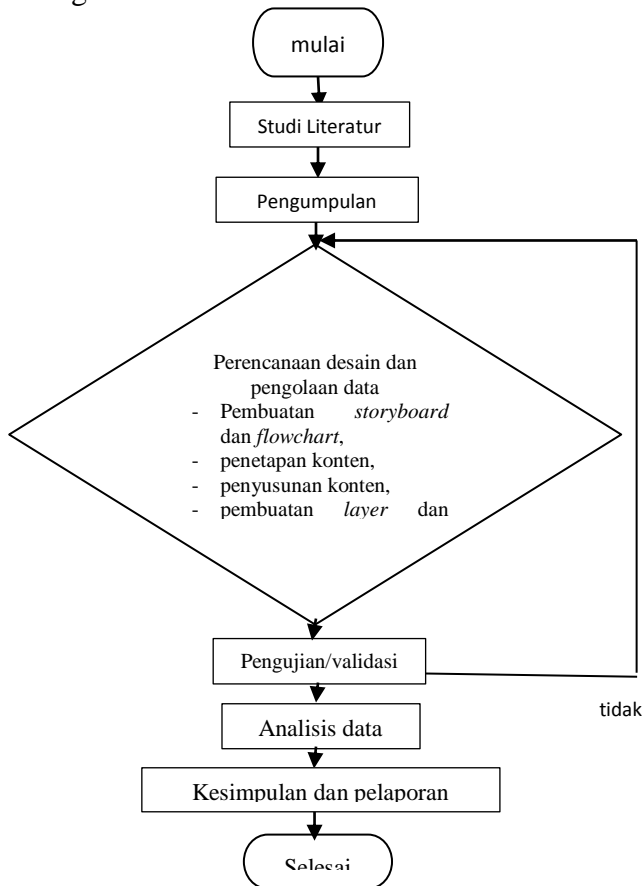 mulai
Studi Literatur
Pengumpulan
Perencanaan desain dan
pengolaan data
- Pembuatan storyboard
dan flowchart,
- penetapan konten,
- penyusunan konten,
- pembuatan layer dan
Pengujian/validasi
tidak
Analisis data
Kesimpulan dan pelaporan
Selesai